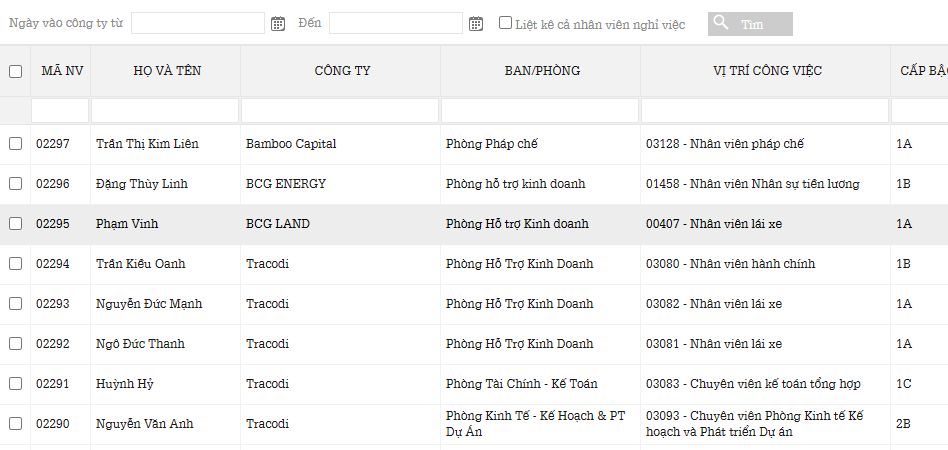 Ngày vào công ty từ Đến Liệt kê cả nhân viên nghỉ việc Tìm
MÃ NV HỌ VÀ TÊN CÔNG TY BAN/PHÒNG VỊ TRÍ CÔNG VIỆC CẤP BẬC
02297 Trần Thị Kim Liên Bamboo Capital Phòng Pháp chế 03128 - Nhân viên pháp chế 1A
02296 Đặng Thùy Linh BCG ENERGY Phòng hỗ trợ kinh doanh 01458 - Nhân viên Nhân sự tiền lương 1B
02295 Phạm Vinh BCG LAND Phòng Hỗ trợ Kinh doanh 00407 - Nhân viên lái xe 1A
02294 Trần Kiều Oanh Tracodi Phòng Hỗ Trợ Kinh Doanh 03080 - Nhân viên hành chính 1B
02293 Nguyễn Đức Mạnh Tracodi Phòng Hỗ Trợ Kinh Doanh 03082 - Nhân viên lái xe 1A
02292 Ngô Đức Thanh Tracodi Phòng Hỗ Trợ Kinh Doanh 03081 - Nhân viên lái xe 1A
02291 Huỳnh Hỷ Tracodi Phòng Tài Chính - Kế Toán 03083 - Chuyên viên kế toán tổng hợp 1C
02290 Nguyễn Văn Anh Tracodi Phòng Kinh Tế - Kế Hoạch & PT Dự Án 03093 - Chuyên viên Phòng Kinh tế Kế hoạch và Phát triển Dự án 2B